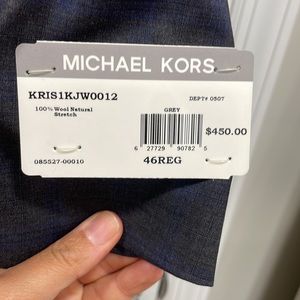 MICHAEL KORS
KRIS1KJW0012
DEPT# 0507
100% Wool Natural
Stretch
GREY
$450.00
6 27729 90782 5
085527-00010
46REG